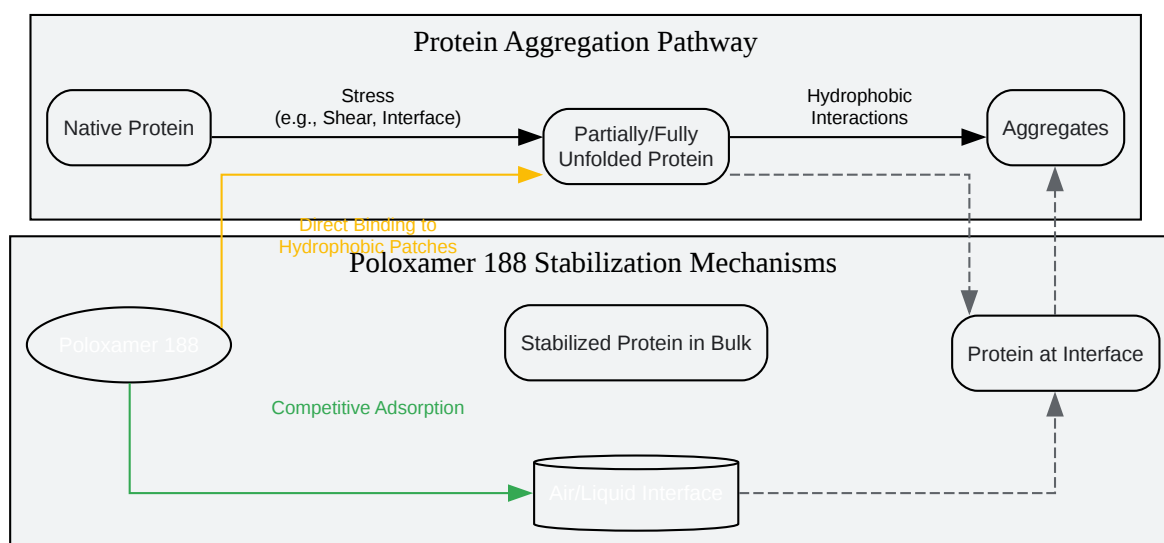 Protein Aggregation Pathway
Native Protein
Stress
(e.g., Shear, Interface)
Partially/Fully
Unfolded Protein
Hydrophobic
Interactions
Aggregates
Direct Binding to
Hydrophobic Patches
Poloxamer 188 Stabilization Mechanisms
Poloxamer 188
Stabilized Protein in Bulk
Protein at Interface
Competitive Adsorption
Air/Liquid Interface